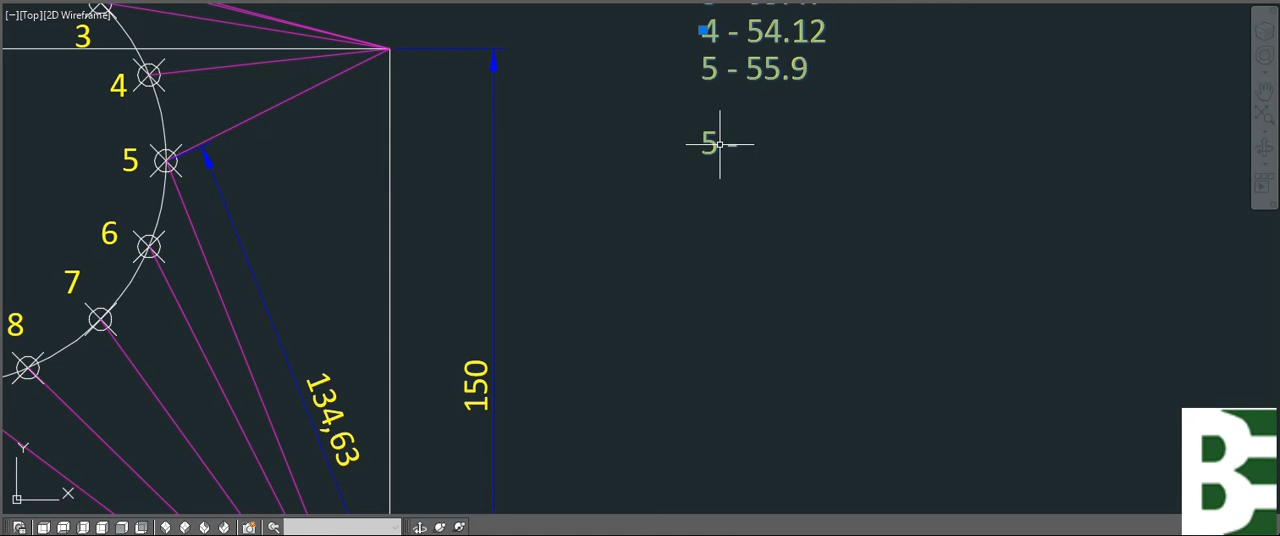 [−][Top][2D Wireframe]
3
4 - 54.12
5 - 55.9
4
5 -
5
6
7
8
134,63
150
Y
X
BE